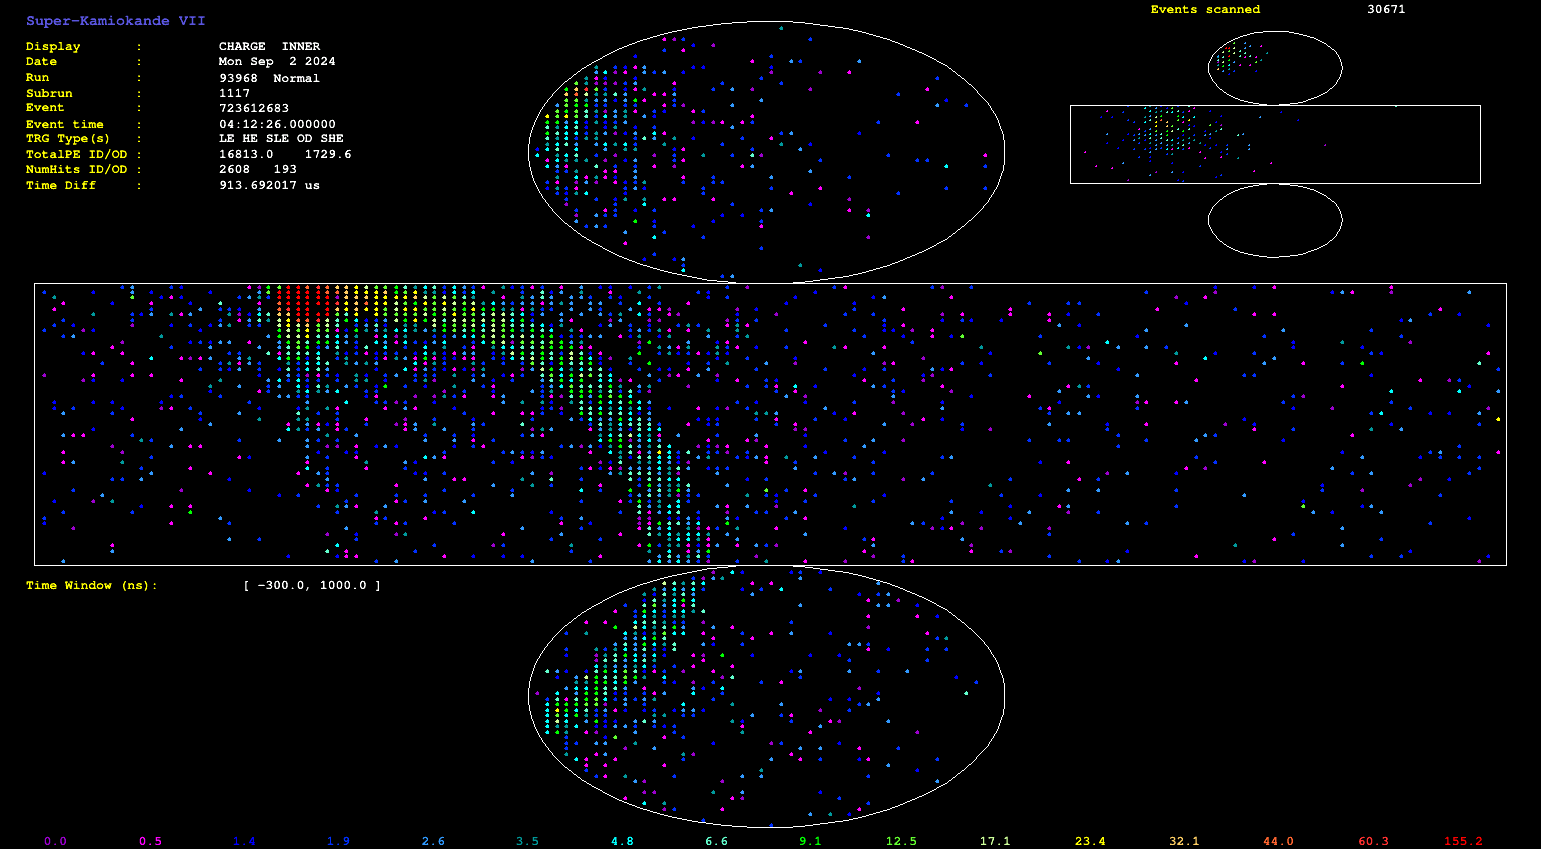 Super-Kamiokande VII
Events scanned 30671
Display : CHARGE INNER
Date : Mon Sep 2 2024
Run : 93968 Normal
Subrun : 1117
Event : 723612683
Event time : 04:12:26.000000
TRG Type(s) : LE HE SLE OD SHE
TotalPE ID/OD : 16813.0 1729.6
NumHits ID/OD : 2608 193
Time Diff : 913.692017 us
Time Window (ns): [ -300.0, 1000.0 ]
0.0 0.5 1.4 1.9 2.6 3.5 4.8 6.6 9.1 12.5 17.1 23.4 32.1 44.0 60.3 155.2